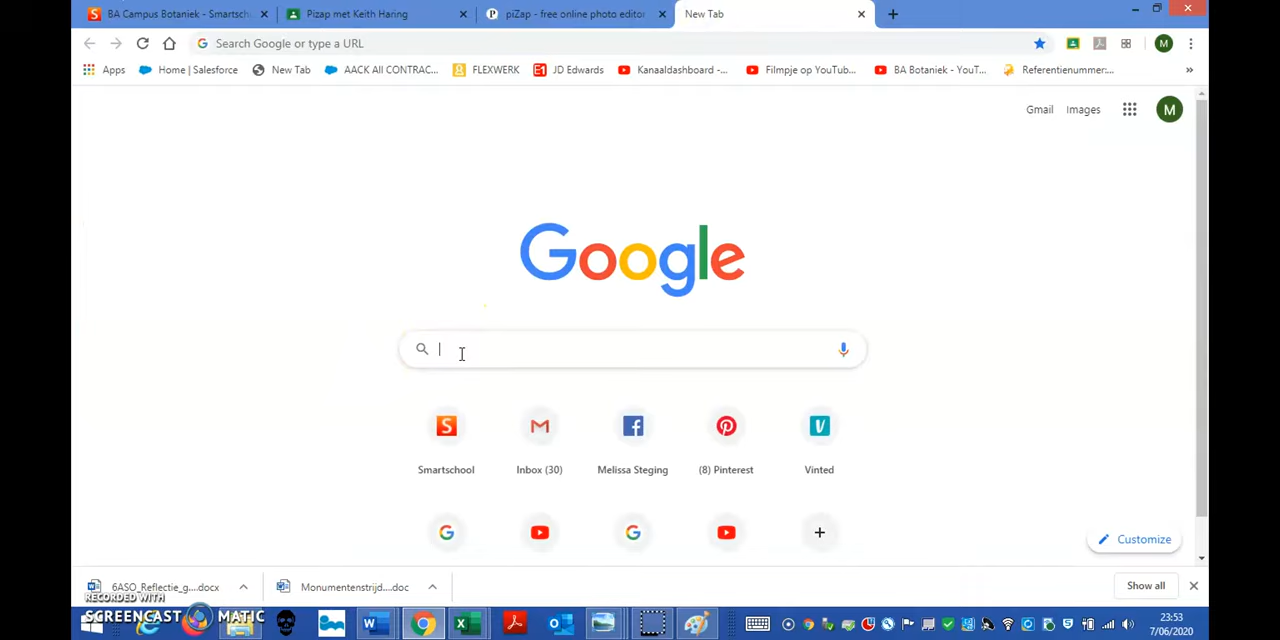 BA Campus Botaniek - Smartsch
Pizap met Keith Haring
piZap - free online photo editor
New Tab
Search Google or type a URL
M
Apps
Home | Salesforce
New Tab
AACK All CONTRAC...
FLEXWERK
JD Edwards
Kanaaldashboard -...
Filmpje op YouTub...
BA Botaniek - YouT...
Referentienummer:...
Gmail Images M
Google
Smartschool
Inbox (30)
Melissa Steging
(8) Pinterest
Vinted
Customize
6ASO_Reflectie_g....docx
Monumentenstrijd....doc
Show all
RECORDED WITH
SCREENCAST MATIC
23:53
7/06/2020